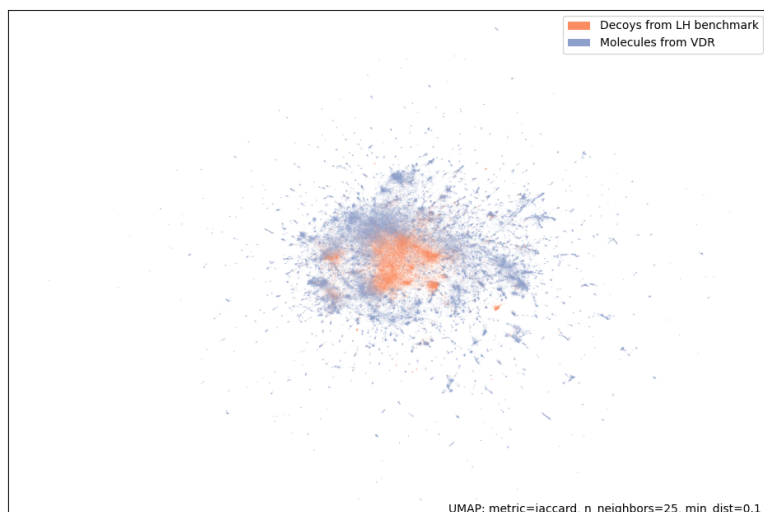 Decoys from LH benchmark
Molecules from VDR
UMAP: metric=jaccard, n_neighbors=25, min_dist=0.1